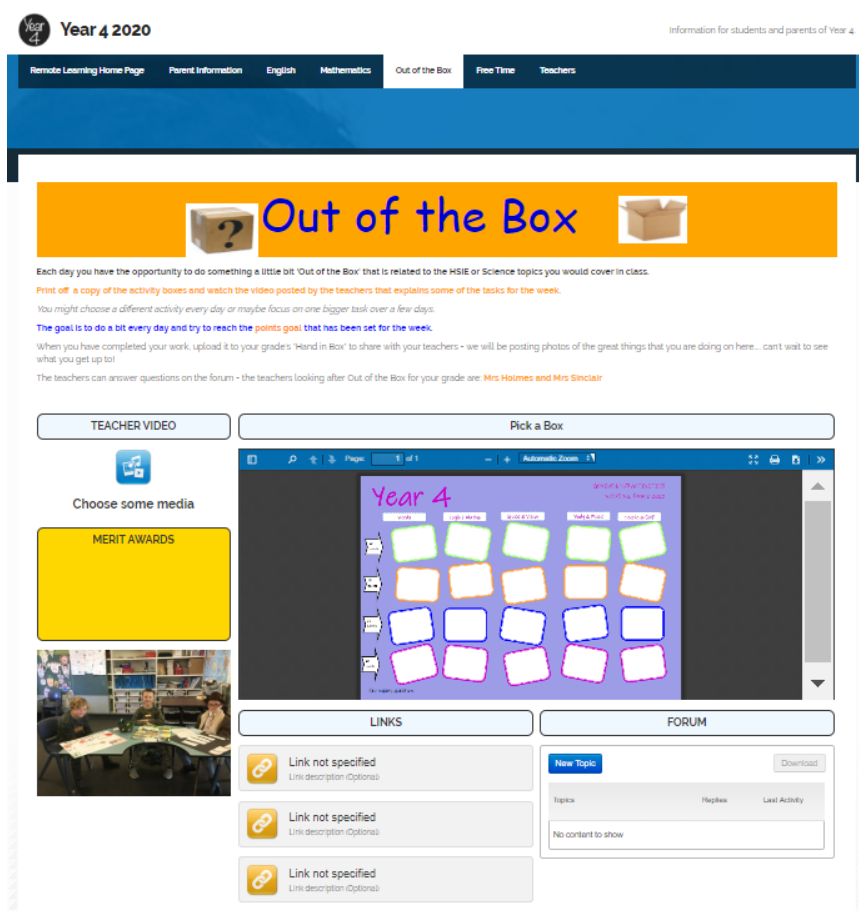 Year 4
Year 4 2020
Information for students and parents of Year 4
Remote Learning Home Page Parent Information English Mathematics Out of the Box Free Time Teachers
? Out of the Box
Each day you have the opportunity to do something a little bit 'Out of the Box' that is related to the HSIE or Science topics you would cover in class.
Print off a copy of the activity boxes and watch the video posted by the teachers that explains some of the tasks for the week.
You might choose a different activity every day or maybe focus on one bigger task over a few days.
The goal is to do a bit every day and try to reach the points goal that has been set for the week.
When you have completed your work, upload it to your grade's "Hand in Box" to share with your teachers - we will be posting photos of the great things that you are doing on here.... can't wait to see
what you get up to!
The teachers can answer questions on the forum - the teachers looking after Out of the Box for your grade are: Mrs Holmes and Mrs Sinclair
TEACHER VIDEO
Choose some media
MERIT AWARDS
Pick a Box
Page: 1 of 1 Automatic Zoom
Year 4
LINKS
Link not specified
Link description (Optional)
Link not specified
Link description (Optional)
Link not specified
Link description (Optional)
FORUM
New Topic Download
Topics Replies Last Activity
No content to show